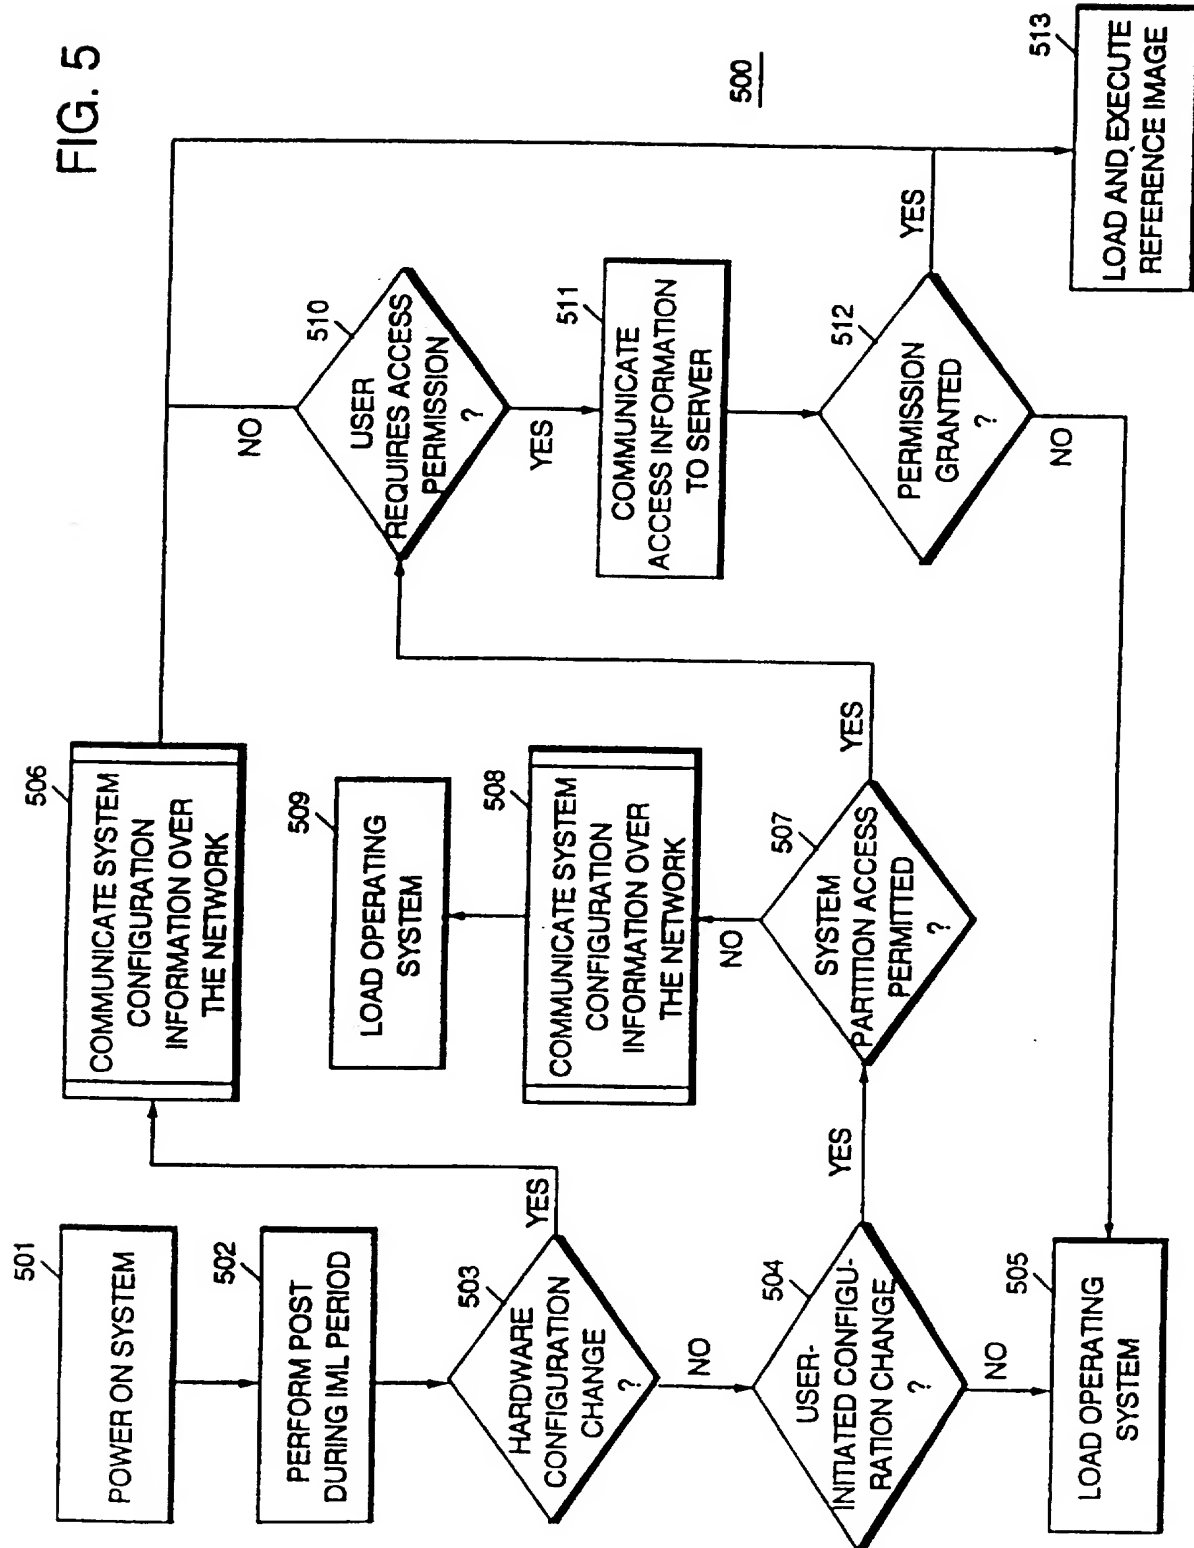 FIG. 5
500
501
POWER ON SYSTEM
502
PERFORM POST
DURING IML PERIOD
503
HARDWARE
CONFIGURATION
CHANGE
?
YES
NO
504
USER-
INITIATED CONFIGU-
RATION CHANGE
?
YES
NO
505
LOAD OPERATING
SYSTEM
506
COMMUNICATE SYSTEM
CONFIGURATION
INFORMATION OVER
THE NETWORK
509
LOAD OPERATING
SYSTEM
508
COMMUNICATE SYSTEM
CONFIGURATION
INFORMATION OVER
THE NETWORK
NO
507
SYSTEM
PARTITION ACCESS
PERMITTED
?
YES
NO
510
USER
REQUIRES ACCESS
PERMISSION
?
YES
511
COMMUNICATE
ACCESS INFORMATION
TO SERVER
512
PERMISSION
GRANTED
?
YES
NO
513
LOAD AND EXECUTE
REFERENCE IMAGE